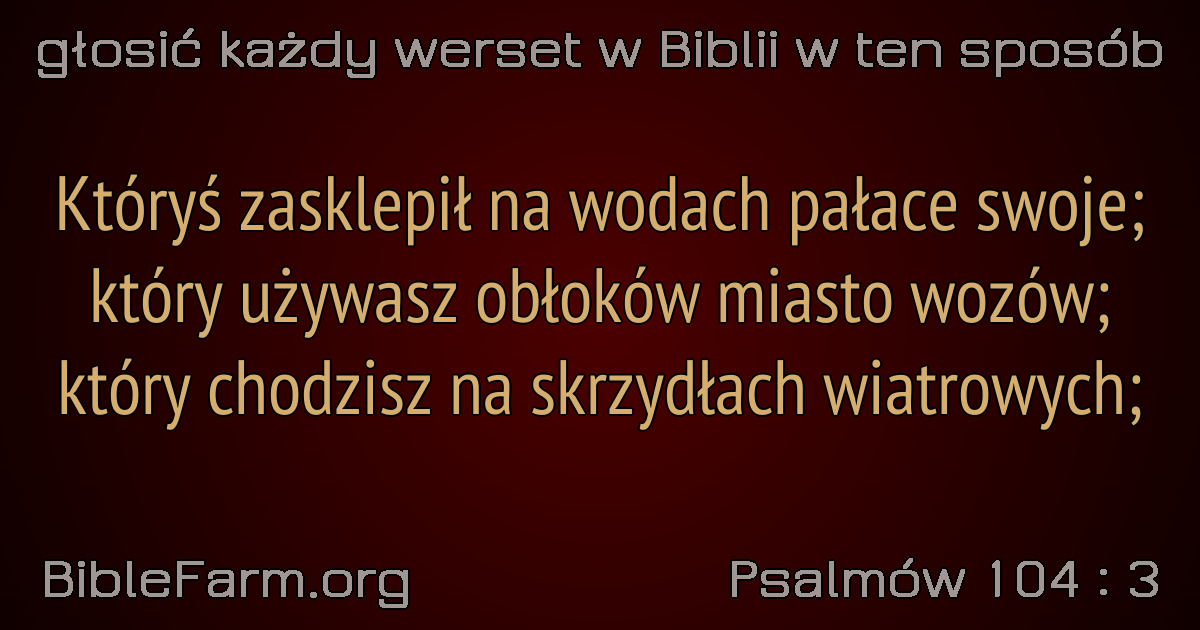 głosić każdy werset w Biblii w ten sposób
Któryś zasklepił na wodach pałace swoje;
który używasz obłoków miasto wozów;
który chodzisz na skrzydłach wiatrowych;
BibleFarm.org
Psalmów 104 : 3